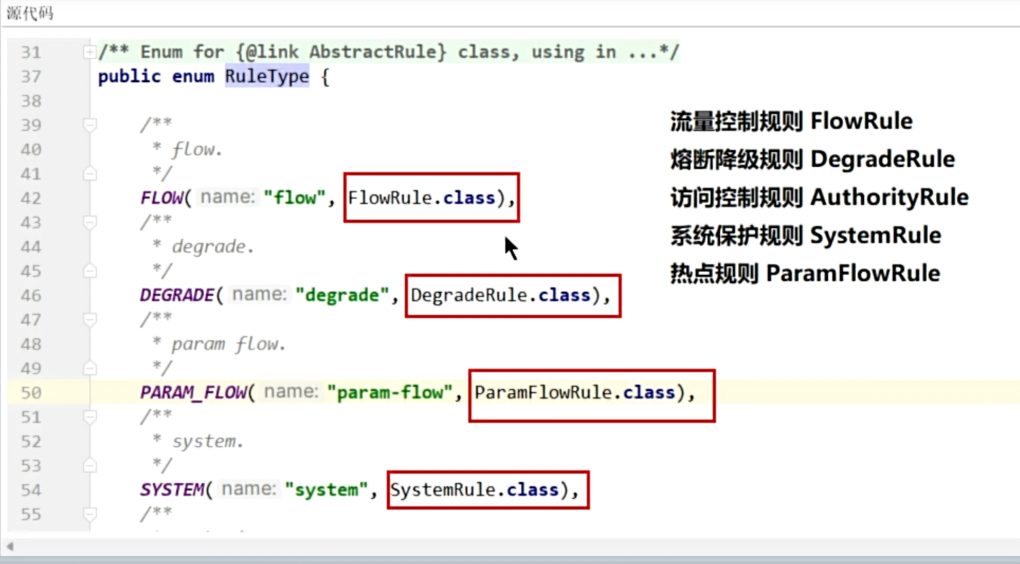 源代码
31 /** Enum for {@link AbstractRule} class, using in ...*/
37 public enum RuleType {
38
39 /**
40 * flow.
41 */
42 FLOW( name: "flow", FlowRule.class),
43 /**
44 * degrade.
45 */
46 DEGRADE( name: "degrade", DegradeRule.class),
47 /**
48 * param flow.
49 */
50 PARAM_FLOW( name: "param-flow", ParamFlowRule.class),
51 /**
52 * system.
53 */
54 SYSTEM( name: "system", SystemRule.class),
55 /**
流量控制规则 FlowRule
熔断降级规则 DegradeRule
访问控制规则 AuthorityRule
系统保护规则 SystemRule
热点规则 ParamFlowRule